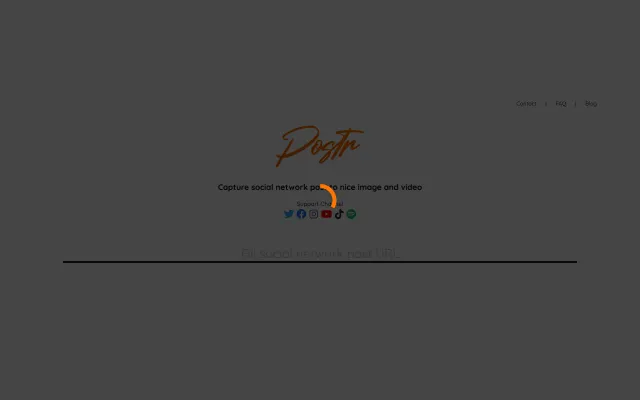 Contact | FAQ | Blog
Postr
Capture social network post to nice image and video
Support Channel
social network post URL